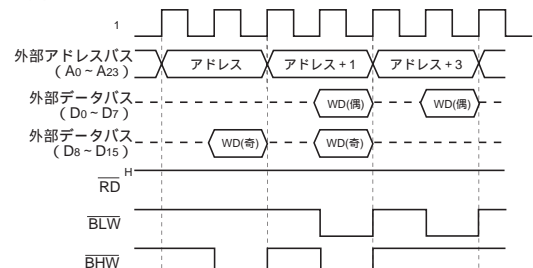 1
外部アドレスバス
( A0 ~ A23 )
アドレス
アドレス + 1
アドレス + 3
外部データバス
( D0 ~ D7 )
WD(偶)
WD(偶)
外部データバス
( D8 ~ D15 )
WD(奇)
WD(奇)
H
RD
BLW
BHW